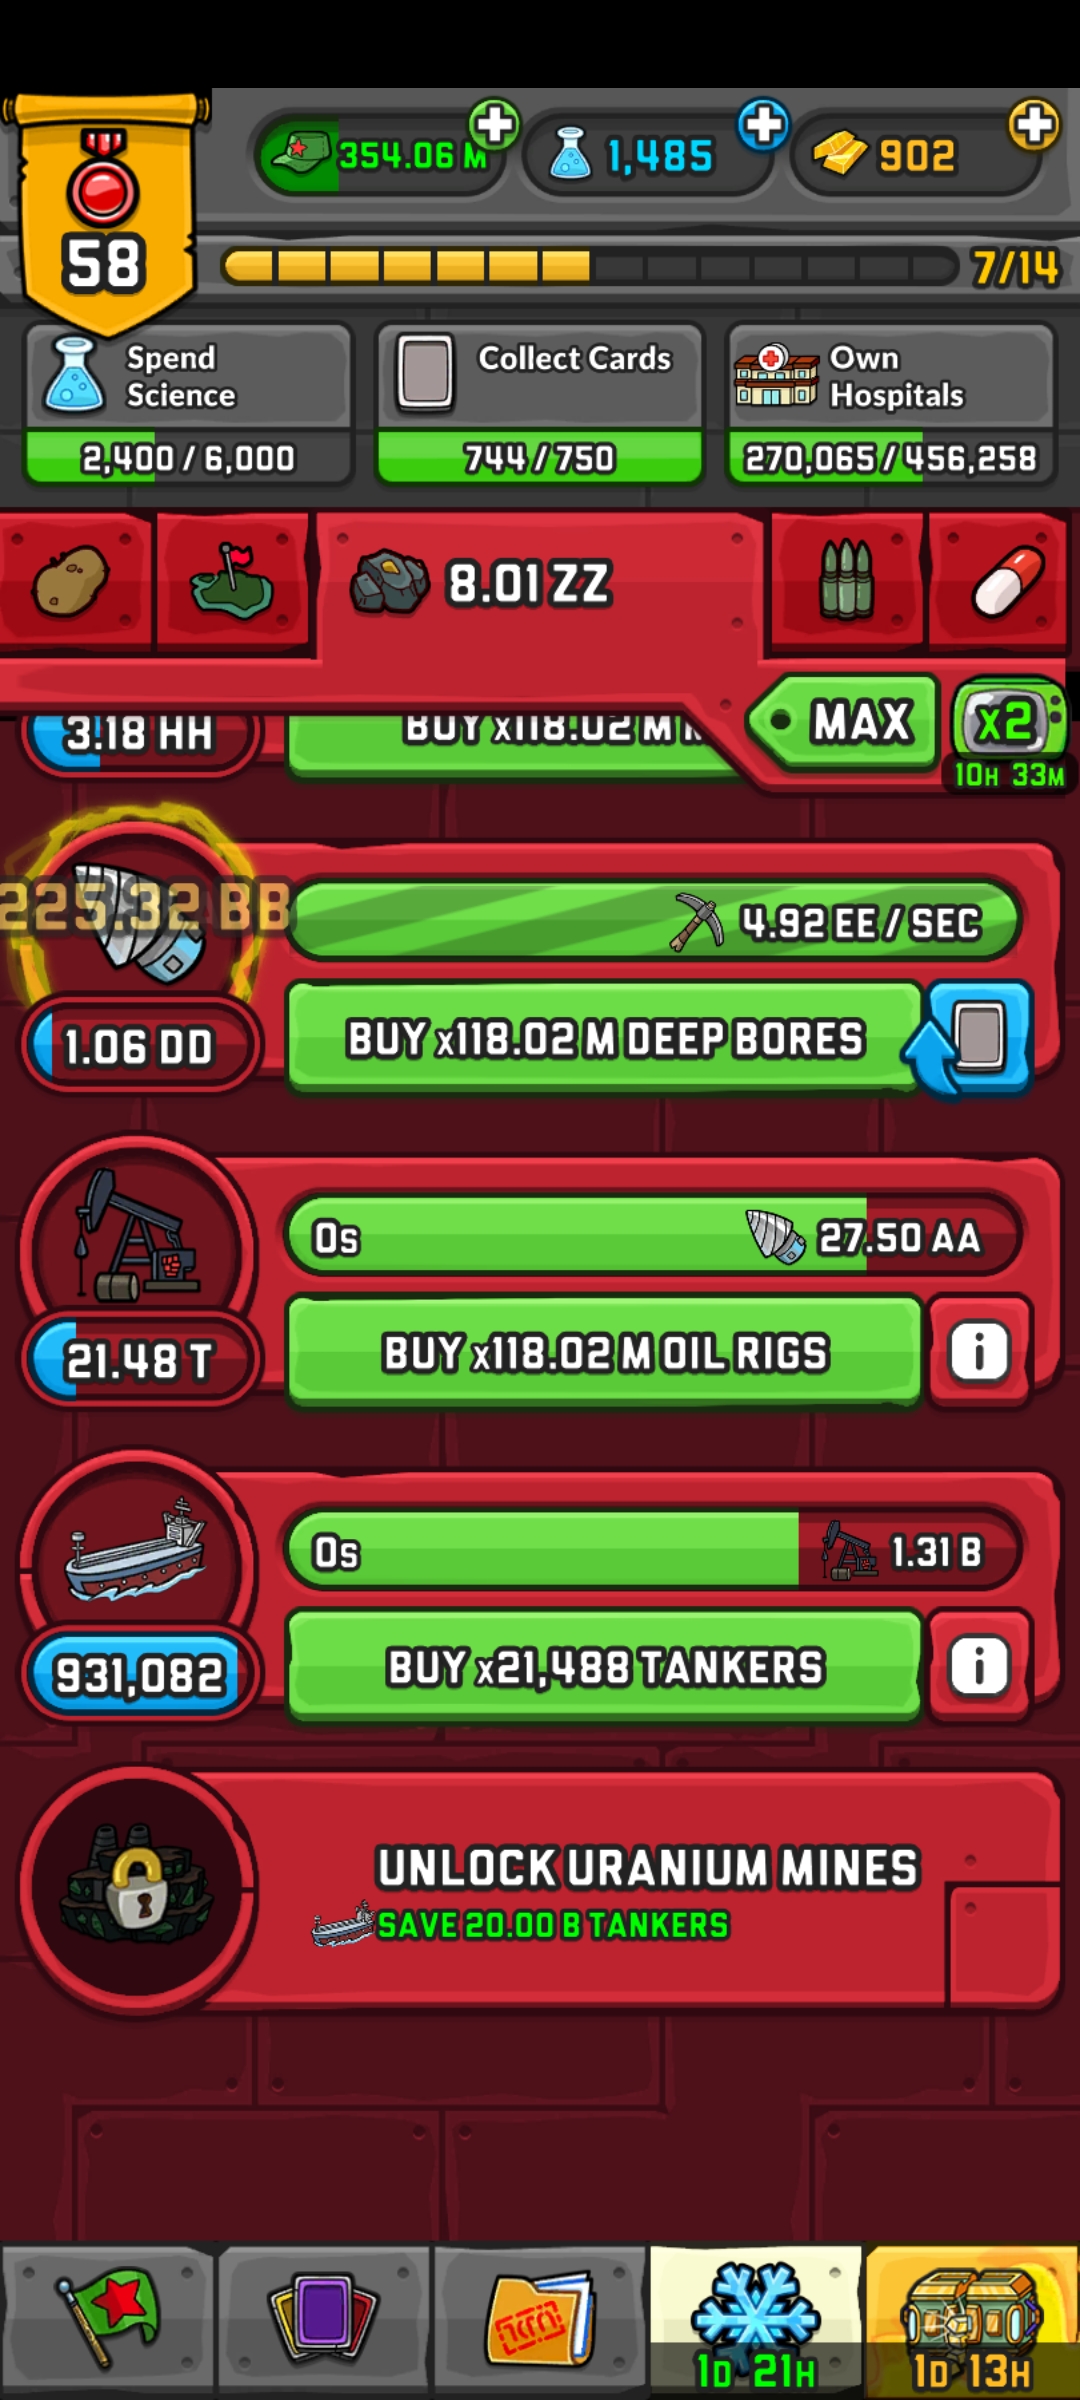 354.06 M
1,485
902
58
7/14
Spend
Science
2,400 / 6,000
Collect Cards
744 / 750
Own
Hospitals
270,065 / 456,258
8.01 ZZ
MAX
x2
10H 33M
3.18 HH
BUY x118.02 M
225.32 BB
4.92 EE / SEC
1.06 DD
BUY x118.02 M DEEP BORES
0s
27.50 AA
21.48 T
BUY x118.02 M OIL RIGS
i
0s
1.31 B
931,082
BUY x21,488 TANKERS
i
UNLOCK URANIUM MINES
SAVE 20.00 B TANKERS
1D 21H
1D 13H